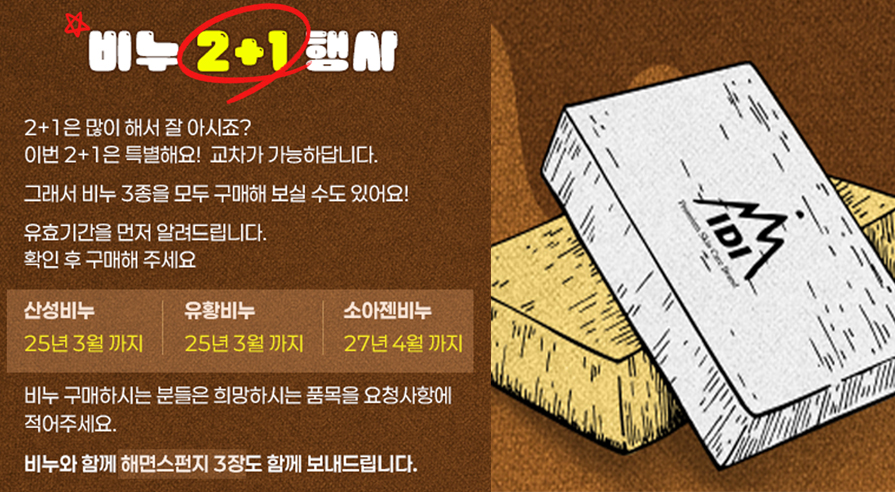 비누 2+1 행사
2+1은 많이 해서 잘 아시죠?
이번 2+1은 특별해요! 교차가 가능하답니다.
그래서 비누 3종을 모두 구매해 보실 수도 있어요!
유효기간을 먼저 알려드립니다.
확인 후 구매해 주세요
산성비누 유황비누 소아젠비누
25년 3월 까지 25년 3월 까지 27년 4월 까지
비누 구매하시는 분들은 희망하시는 품목을 요청사항에
적어주세요.
비누와 함께 해면스펀지 3장도 함께 보내드립니다.
IDI
Premium Skin Care Brand